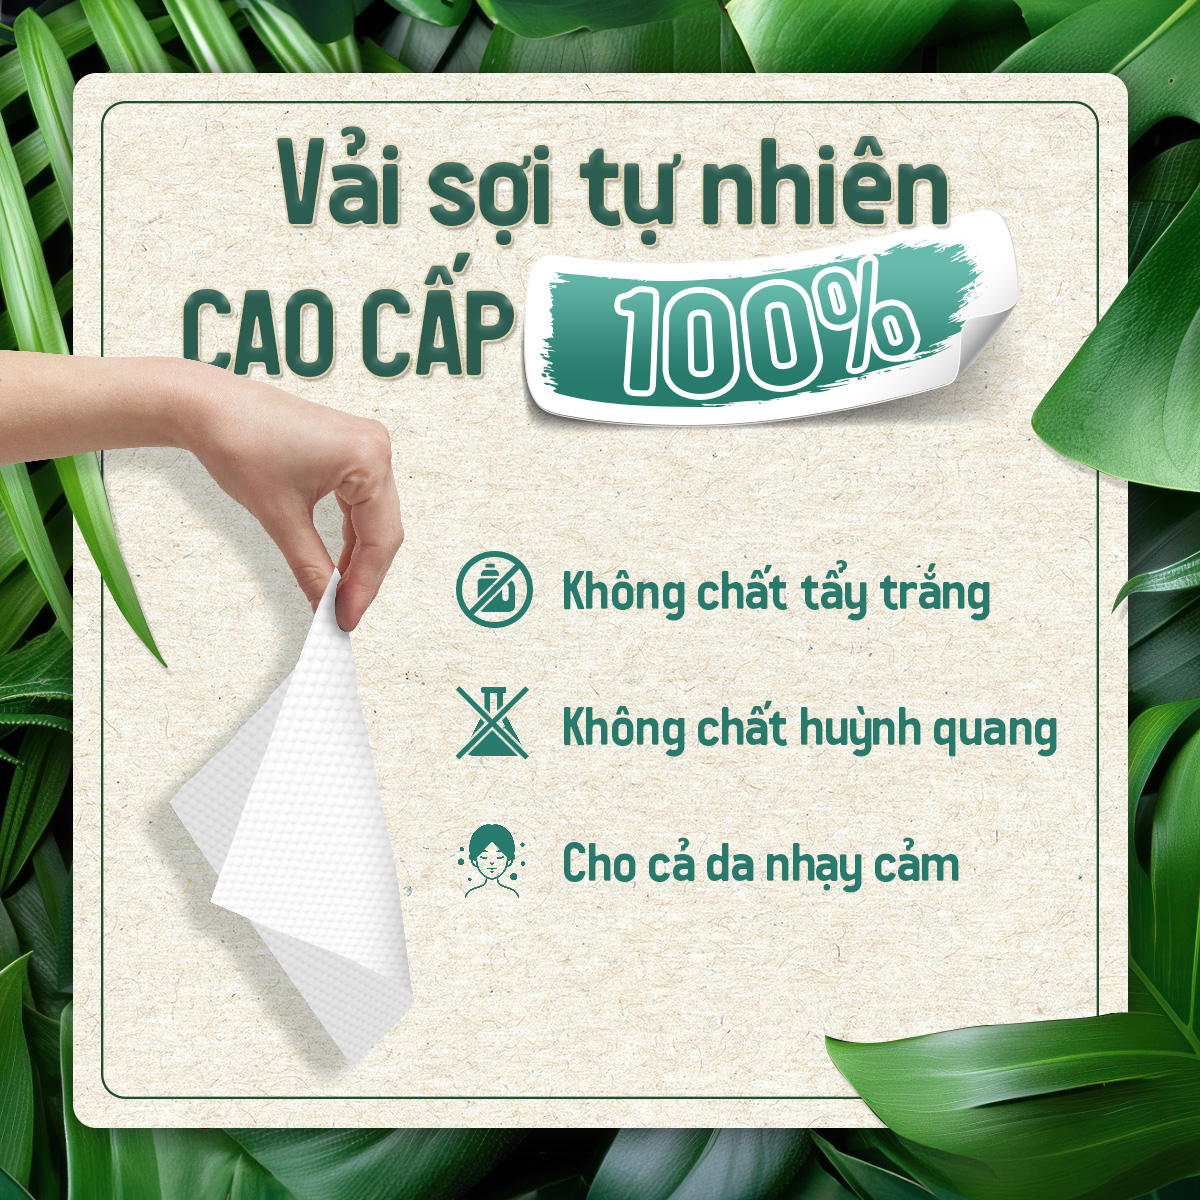 Vải sợi tự nhiên
CAO CẤP 100%
Không chất tẩy trắng
Không chất huỳnh quang
Cho cả da nhạy cảm